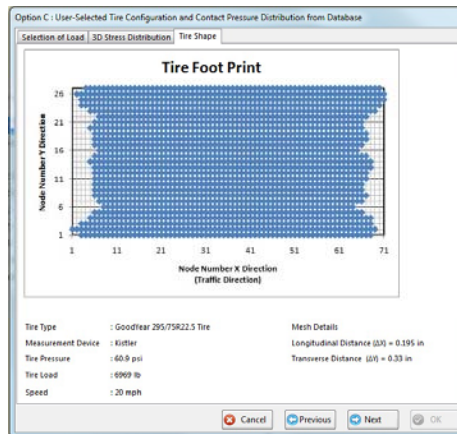 Option C : User-Selected Tire Configuration and Contact Pressure Distribution from Database
Selection of Load 3D Stress Distribution Tire Shape
Tire Foot Print
Node Number Y Direction
26
21
16
11
6
1
1 11 21 31 41 51 61 71
Node Number X Direction
(Traffic Direction)
Tire Type : GoodYear 295/75R22.5 Tire Mesh Details
Measurement Device : Kistler Longitudinal Distance (ΔX) = 0.195 in
Tire Pressure : 60.9 psi Transverse Distance (ΔY) = 0.33 in
Tire Load : 6969 lb
Speed : 20 mph
Cancel Previous Next OK